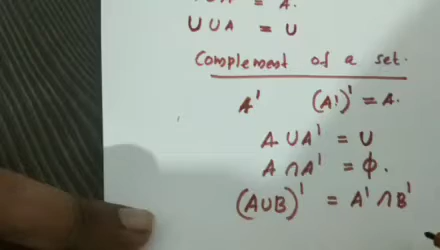 = A.
U ∪ A = U
Complement of a set.
A' (A')' = A.
A ∪ A' = U
A ∩ A' = ϕ.
(A∪B)' = A' ∩ B'